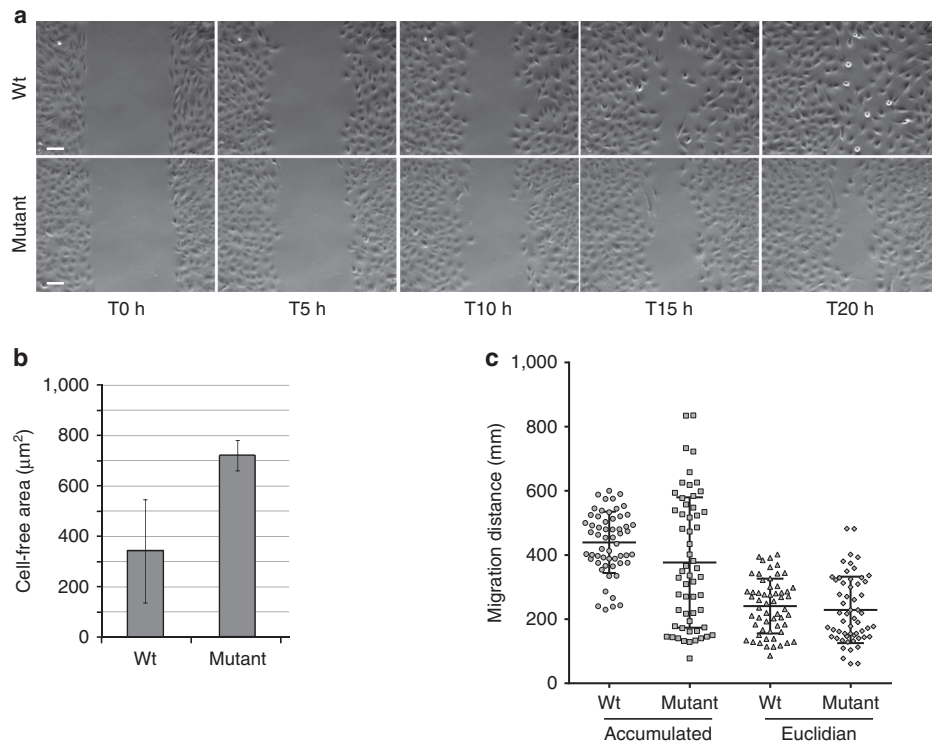 a
Wt
Mutant
T0 h
T5 h
T10 h
T15 h
T20 h
b
Cell-free area (μm²)
1,000
800
600
400
200
0
Wt
Mutant
c
Migration distance (mm)
1,000
800
600
400
200
0
Wt
Mutant
Wt
Mutant
Accumulated
Euclidian